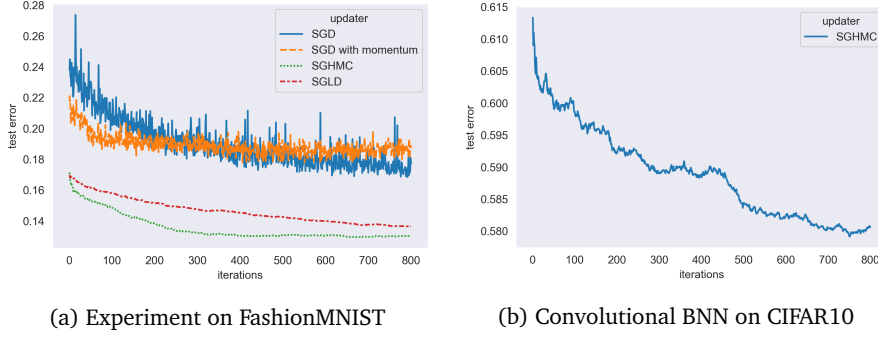 updater
SGD
SGD with momentum
SGHMC
SGLD
test error
0.26
0.24
0.22
0.20
0.18
0.16
0.14
0 100 200 300 400 500 600 700 800
iterations
(a) Experiment on FashionMNIST
updater
SGHMC
test error
0.615
0.610
0.605
0.600
0.595
0.590
0.585
0.580
0 100 200 300 400 500 600 700 800
iterations
(b) Convolutional BNN on CIFAR10